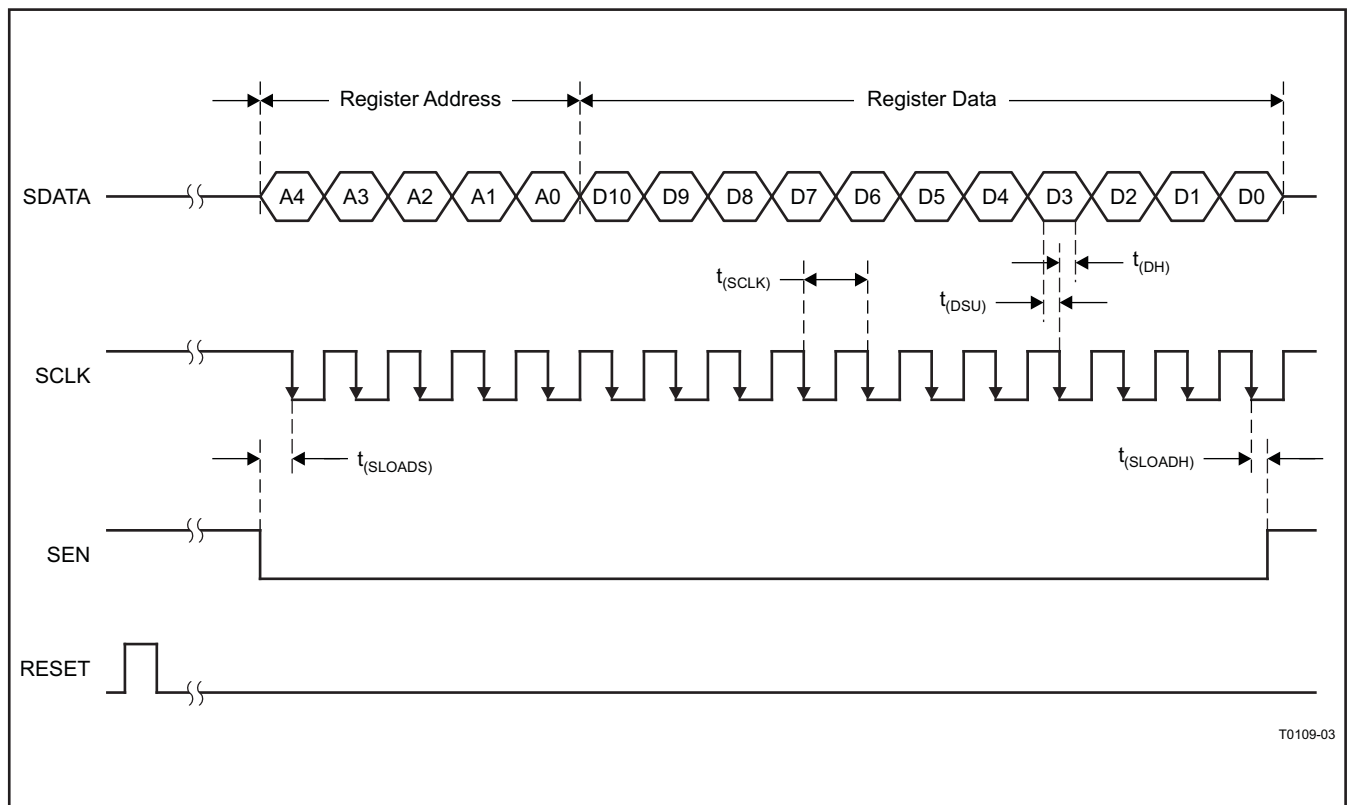 Register Address
Register Data
SDATA
A4 A3 A2 A1 A0 D10 D9 D8 D7 D6 D5 D4 D3 D2 D1 D0
t(DH)
t(SCLK)
t(DSU)
SCLK
t(SLOADS)
t(SLOADH)
SEN
RESET
T0109-03